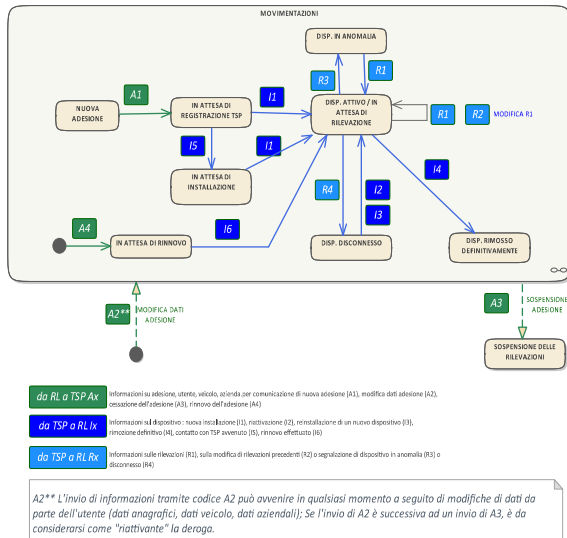 MOVIMENTAZIONI
DISP. IN ANOMALIA
R3
R1
NUOVA
ADESIONE
A1
IN ATTESA DI
REGISTRAZIONE TSP
I1
DISP. ATTIVO / IN
ATTESA DI
RILEVAZIONE
R1
R2
MODIFICA R1
I5
I1
IN ATTESA DI
INSTALLAZIONE
R4
I2
I3
I4
A4
IN ATTESA DI RINNOVO
I6
DISP. DISCONNESSO
DISP. RIMOSSO
DEFINITIVAMENTE
A2**
MODIFICA DATI
ADESIONE
A3
SOSPENSIONE
ADESIONE
SOSPENSIONE DELLE
RILEVAZIONI
da RL a TSP Ax
Informazioni su adesione, utente, veicolo, azienda per comunicazione di nuova adesione (A1), modifica dati adesione (A2),
cessazione dell'adesione (A3), rinnovo dell'adesione (A4)
da TSP a RL Ix
Informazioni sul dispositivo : nuova installazione (I1), riattivazione (I2), reinstallazione di un nuovo dispositivo (I3),
rimozione definitivo (I4), contatto con TSP avvenuto (I5), rinnovo effettuato (I6)
da TSP a RL Rx
Informazioni sulle rilevazioni (R1), sulla modifica di rilevazioni precedenti (R2) o segnalazione di dispositivo in anomalia (R3) o
disconnesso (R4)
A2** L'invio di informazioni tramite codice A2 può avvenire in qualsiasi momento a seguito di modifiche di dati da
parte dell'utente (dati anagrafici, dati veicolo, dati aziendali); Se l'invio di A2 è successiva ad un invio di A3, è da
considerarsi come "riattivante" la deroga.